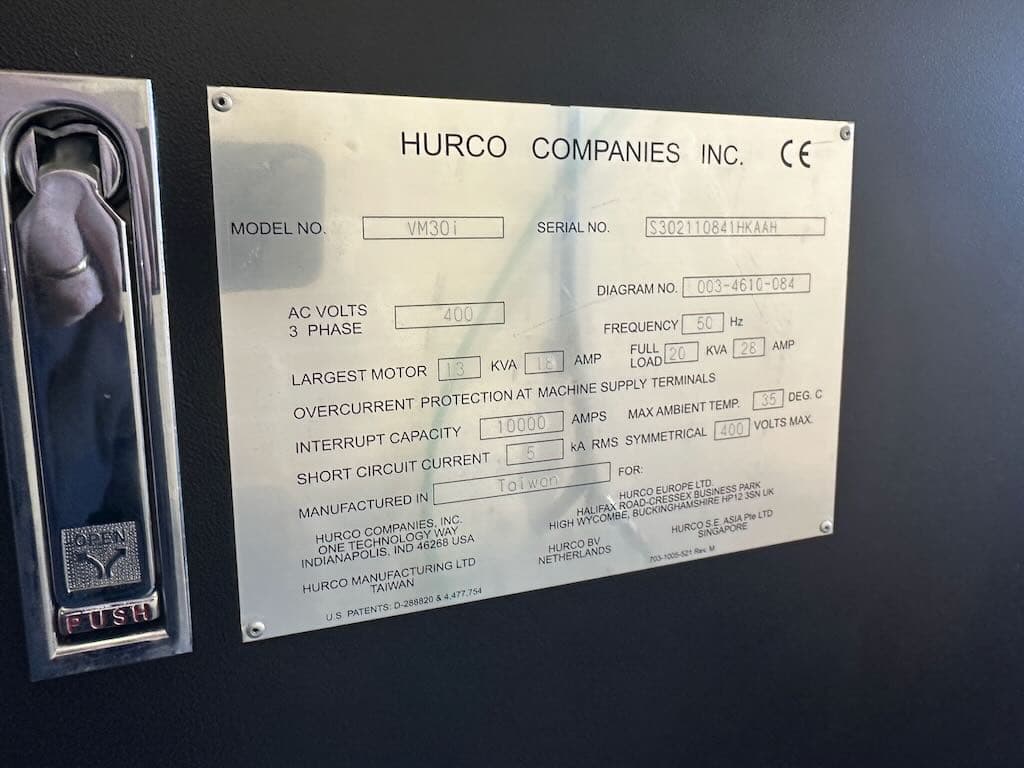 HURCO COMPANIES INC. CE
MODEL NO. VM30i SERIAL NO. S302110841HKAAH
DIAGRAM NO. 003-4610-084
AC VOLTS 400
3 PHASE
FREQUENCY 50 Hz
LARGEST MOTOR 13 KVA 18 AMP
FULL LOAD 20 KVA 28 AMP
OVERCURRENT PROTECTION AT MACHINE SUPPLY TERMINALS
INTERRUPT CAPACITY 10000 AMPS MAX AMBIENT TEMP. 35 DEG. C
SHORT CIRCUIT CURRENT 5 kA RMS SYMMETRICAL 400 VOLTS MAX.
MANUFACTURED IN Taiwan FOR:
HURCO COMPANIES, INC.
ONE TECHNOLOGY WAY
INDIANAPOLIS, IND 46268 USA
HURCO EUROPE LTD.
HALIFAX ROAD-CRESSEX BUSINESS PARK
HIGH WYCOMBE, BUCKINGHAMSHIRE HP12 3SN UK
HURCO MANUFACTURING LTD
TAIWAN
HURCO BV
NETHERLANDS
HURCO S.E. ASIA Pte LTD
SINGAPORE
U.S. PATENTS: D-288820 & 4,477,754
703-1005-521 Rev. M
OPEN
PUSH